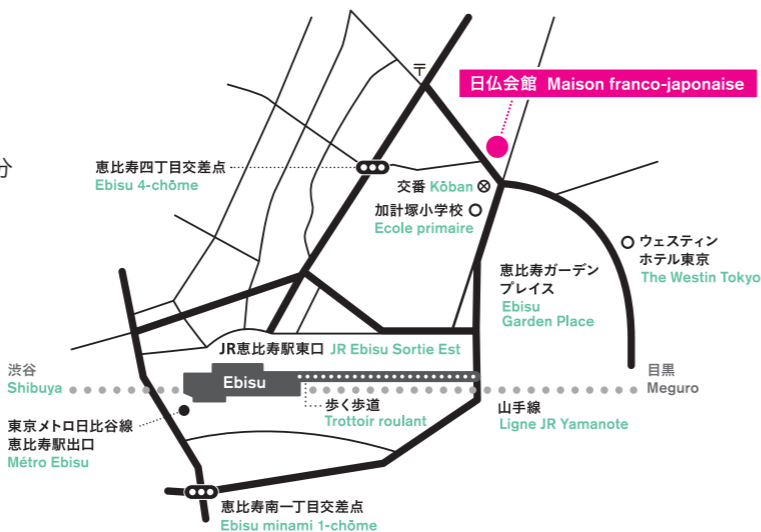 〒
日仏会館 Maison franco-japonaise
分
恵比寿四丁目交差点
Ebisu 4-chōme
交番 Kōban
加計塚小学校
Ecole primaire
ウェスティン
ホテル東京
The Westin Tokyo
恵比寿ガーデン
プレイス
Ebisu
Garden Place
JR恵比寿駅東口 JR Ebisu Sortie Est
渋谷
Shibuya
Ebisu
目黒
Meguro
歩く歩道
Trottoir roulant
山手線
Ligne JR Yamanote
東京メトロ日比谷線
恵比寿駅出口
Métro Ebisu
恵比寿南一丁目交差点
Ebisu minami 1-chōme